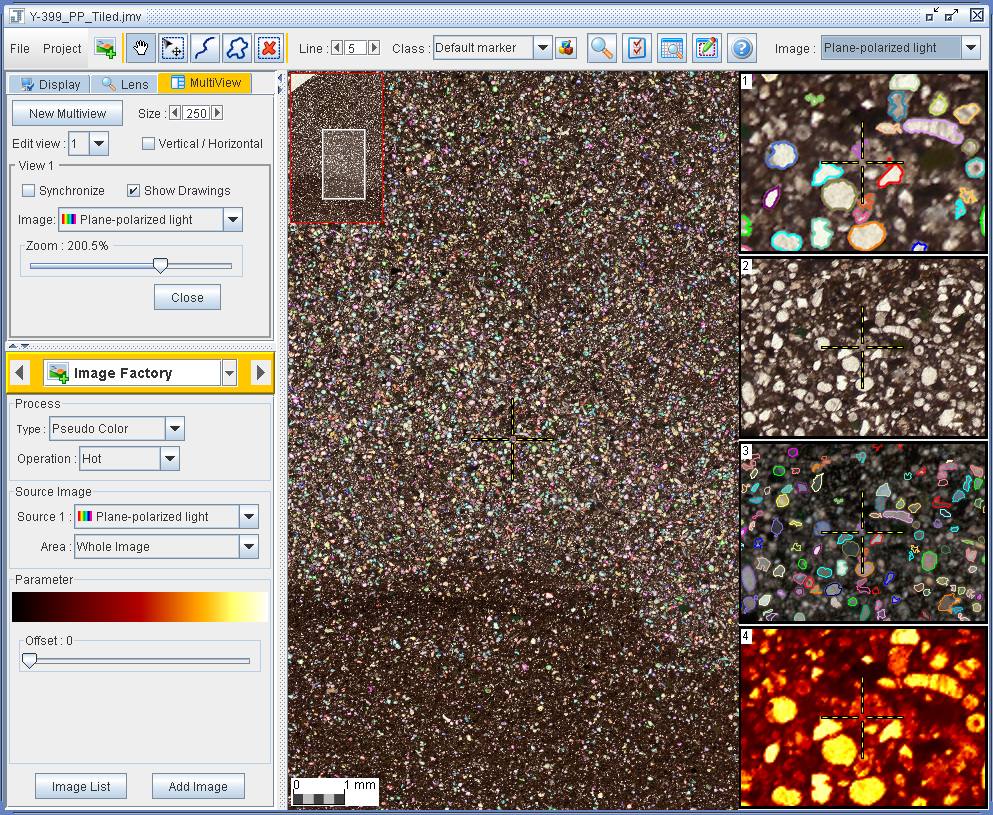 Y-399_PP_Tiled.jmv
File Project Line : 5 Class : Default marker Image : Plane-polarized light
Display Lens MultiView
New Multiview Size : 250
Edit view : 1 Vertical / Horizontal
View 1
Synchronize Show Drawings
Image: Plane-polarized light
Zoom : 200.5%
Close
Image Factory
Process
Type : Pseudo Color
Operation : Hot
Source Image
Source 1 : Plane-polarized light
Area : Whole Image
Parameter
Offset : 0
Image List Add Image
0 1 mm
1
2
3
4